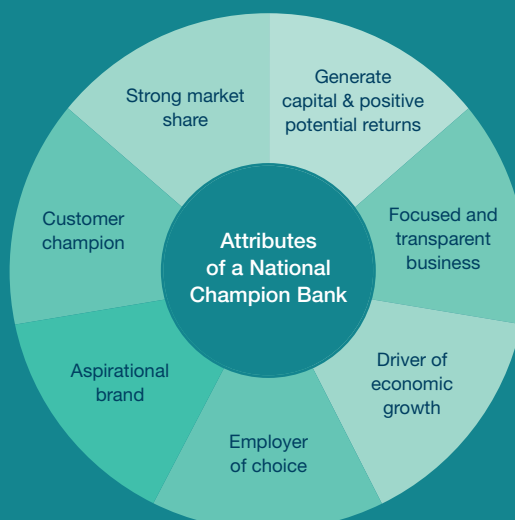 Generate
capital & positive
potential returns
Focused and
transparent
business
Driver of
economic
growth
Employer
of choice
Aspirational
brand
Customer
champion
Strong market
share
Attributes
of a National
Champion Bank